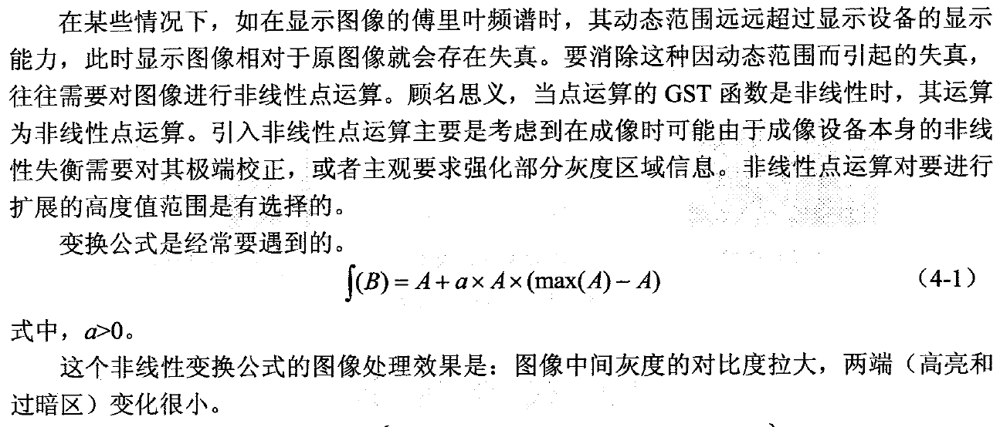 在某些情况下，如在显示图像的傅里叶频谱时，其动态范围远远超过显示设备的显示
能力，此时显示图像相对于原图像就会存在失真。要消除这种因动态范围而引起的失真，
往往需要对图像进行非线性点运算。顾名思义，当点运算的 GST 函数是非线性时，其运算
为非线性点运算。引入非线性点运算主要是考虑到在成像时可能由于成像设备本身的非线
性失衡需要对其极端校正，或者主观要求强化部分灰度区域信息。非线性点运算对要进行
扩展的高度值范围是有选择的。
变换公式是经常要遇到的。
∫(B) = A + a × A × (max(A) − A) （4-1）
式中，a>0。
这个非线性变换公式的图像处理效果是：图像中间灰度的对比度拉大，两端（高亮和
过暗区）变化很小。